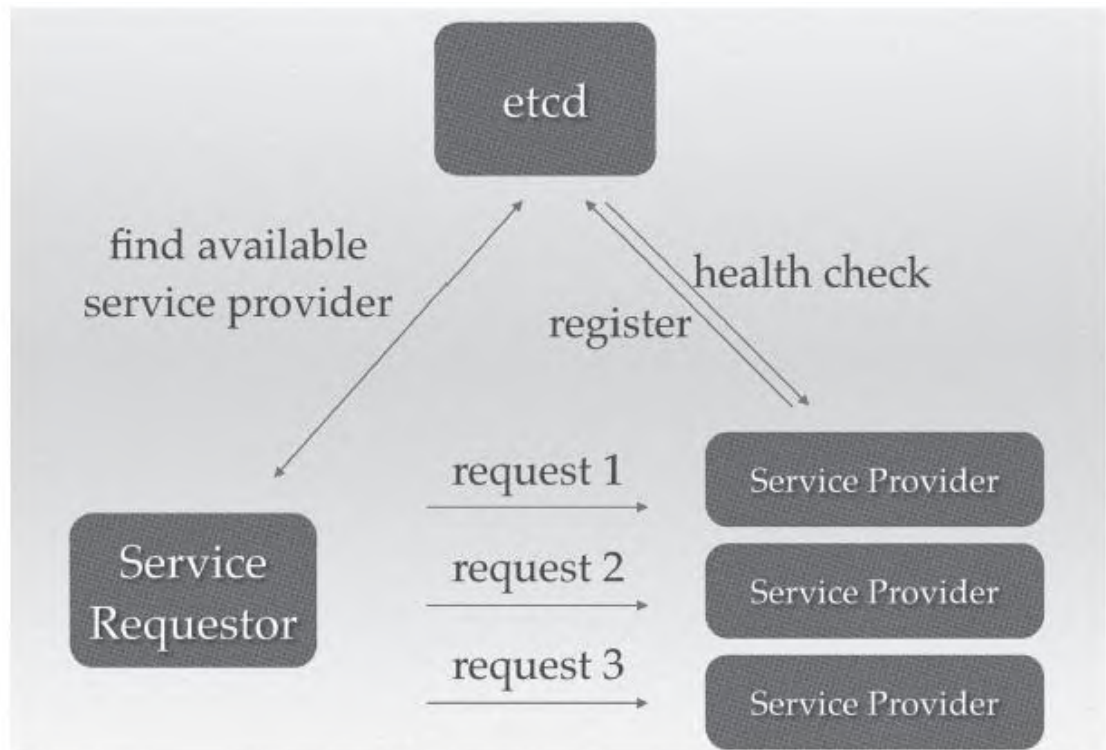 etcd
find available
service provider
health check
register
request 1
Service Provider
Service
Requestor
request 2
Service Provider
request 3
Service Provider